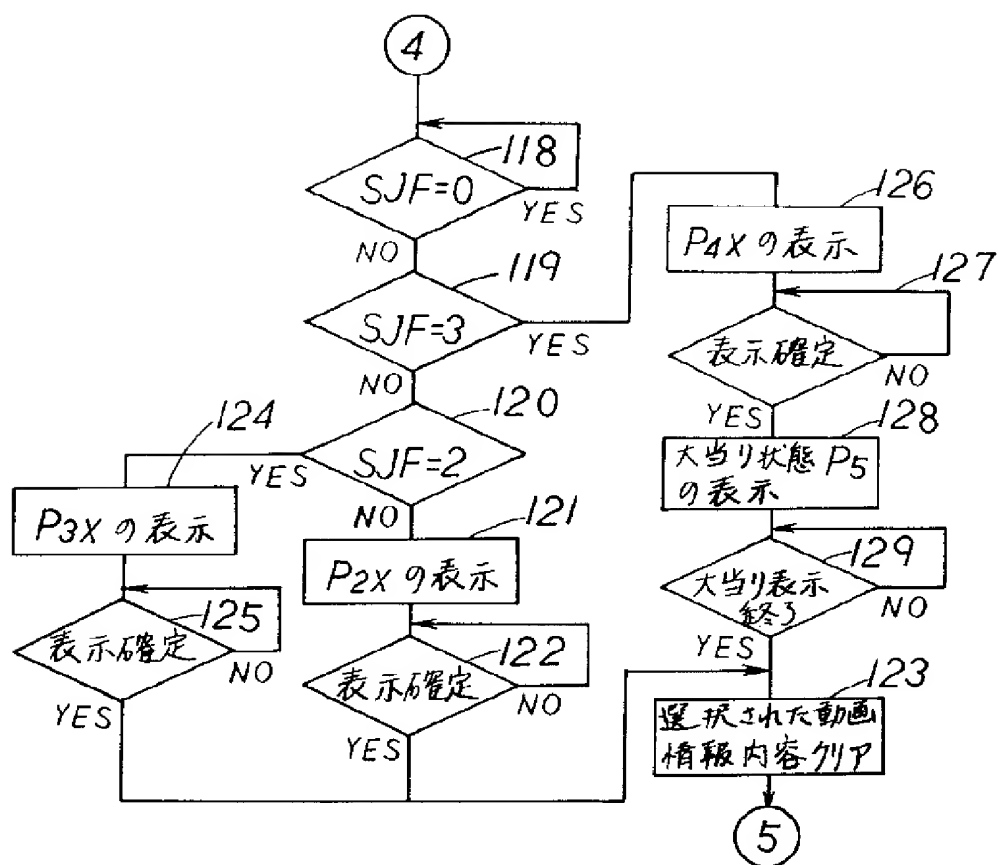 4
118
SJF=0
YES
NO
119
SJF=3
YES
NO
120
SJF=2
YES
NO
124
P3Xの表示
125
表示確定
NO
YES
121
P2Xの表示
122
表示確定
NO
YES
126
P4Xの表示
127
表示確定
NO
YES
128
大当り状態P5
の表示
129
大当り表示
終了
NO
YES
123
選択された動画
情報内容クリア
5